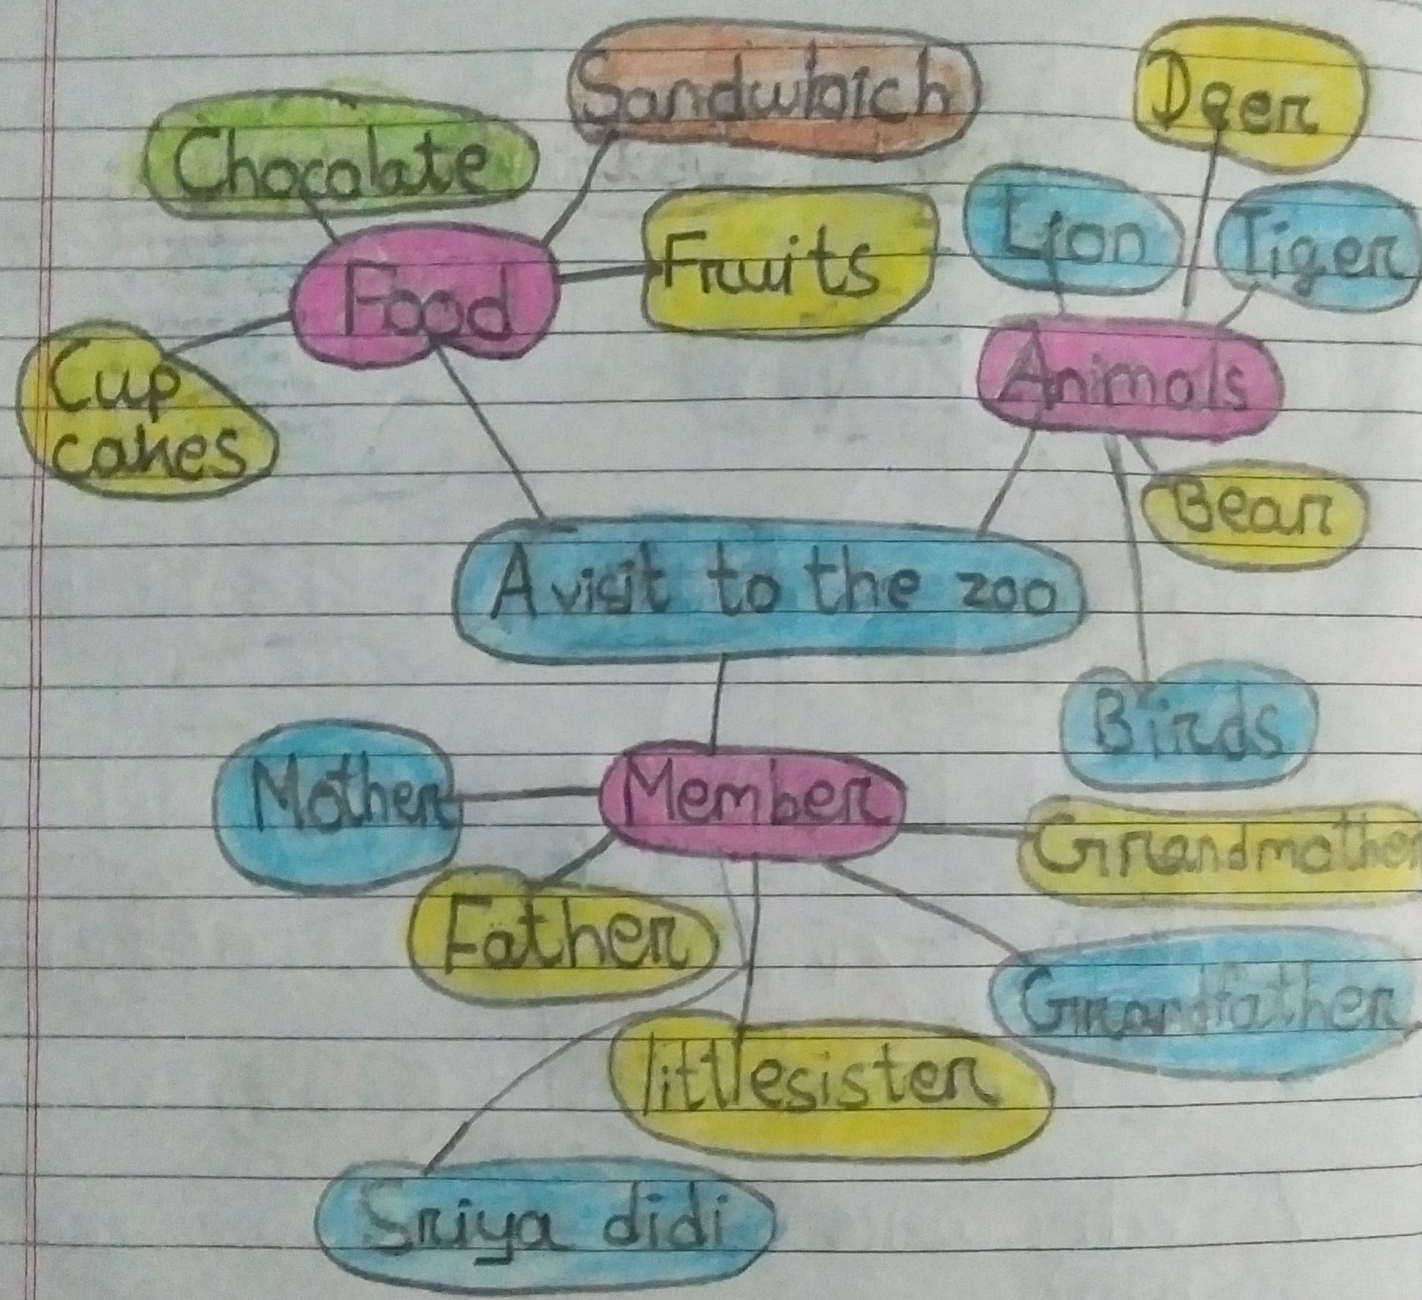 Sandwhich
Deer
Chocolate
Fruits
Lion
Tiger
Food
Animals
Cup
cakes
Bear
A visit to the zoo
Birds
Mother
Member
Grandmother
Father
Grandfather
littlesister
Sriya didi